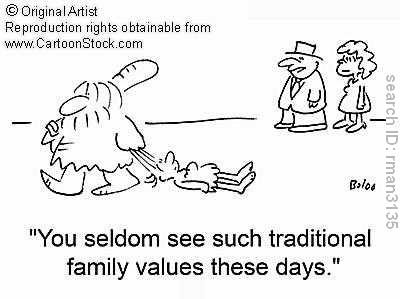 © Original Artist
Reproduction rights obtainable from
www.CartoonStock.com
search ID: rman3135
Baloo
"You seldom see such traditional
family values these days."